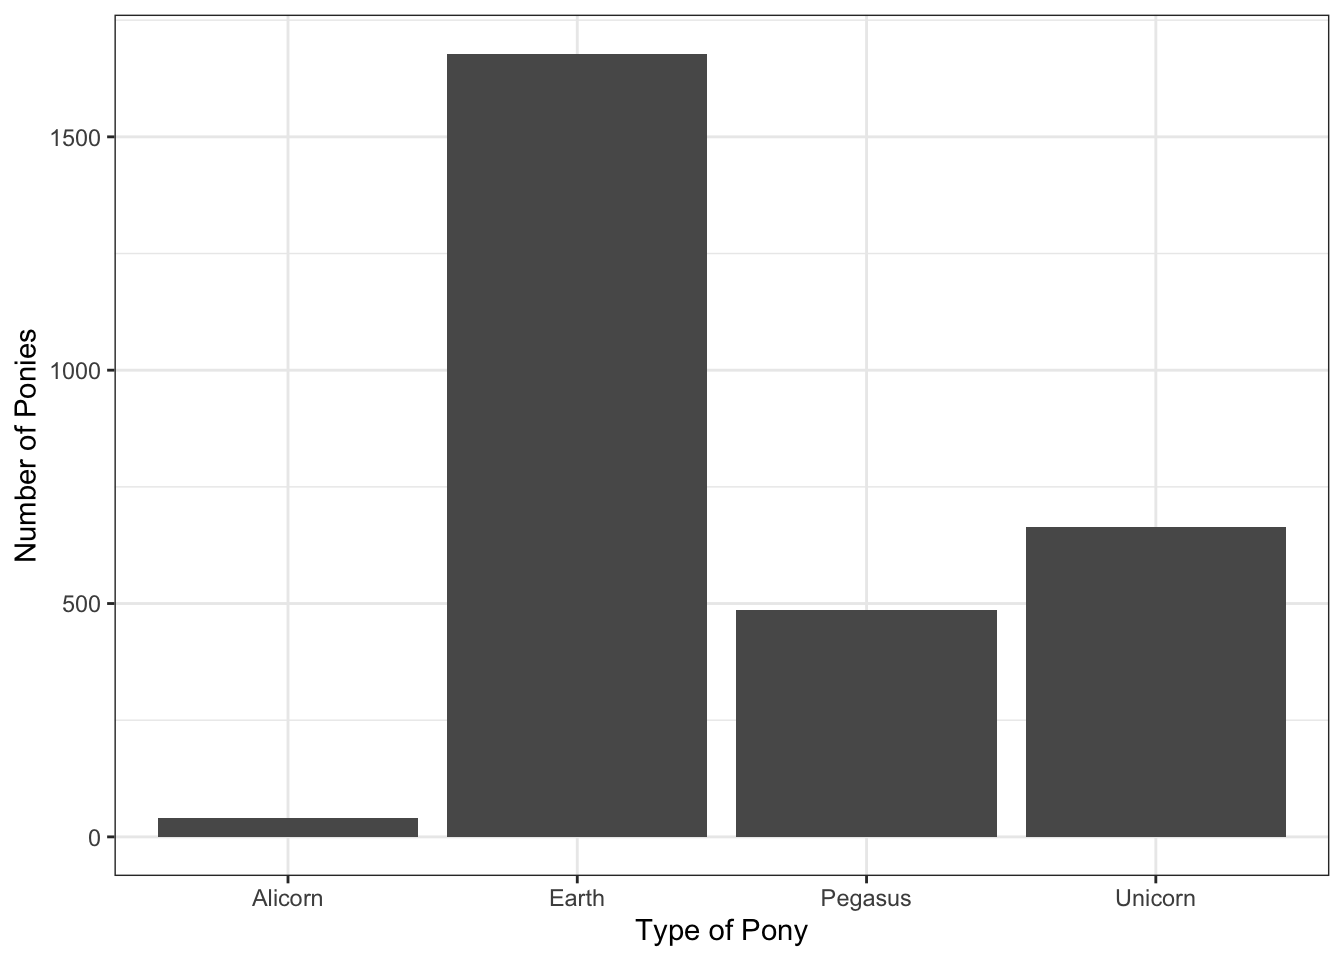 Number of Ponies
1500
1000
500
0
Alicorn Earth Pegasus Unicorn
Type of Pony